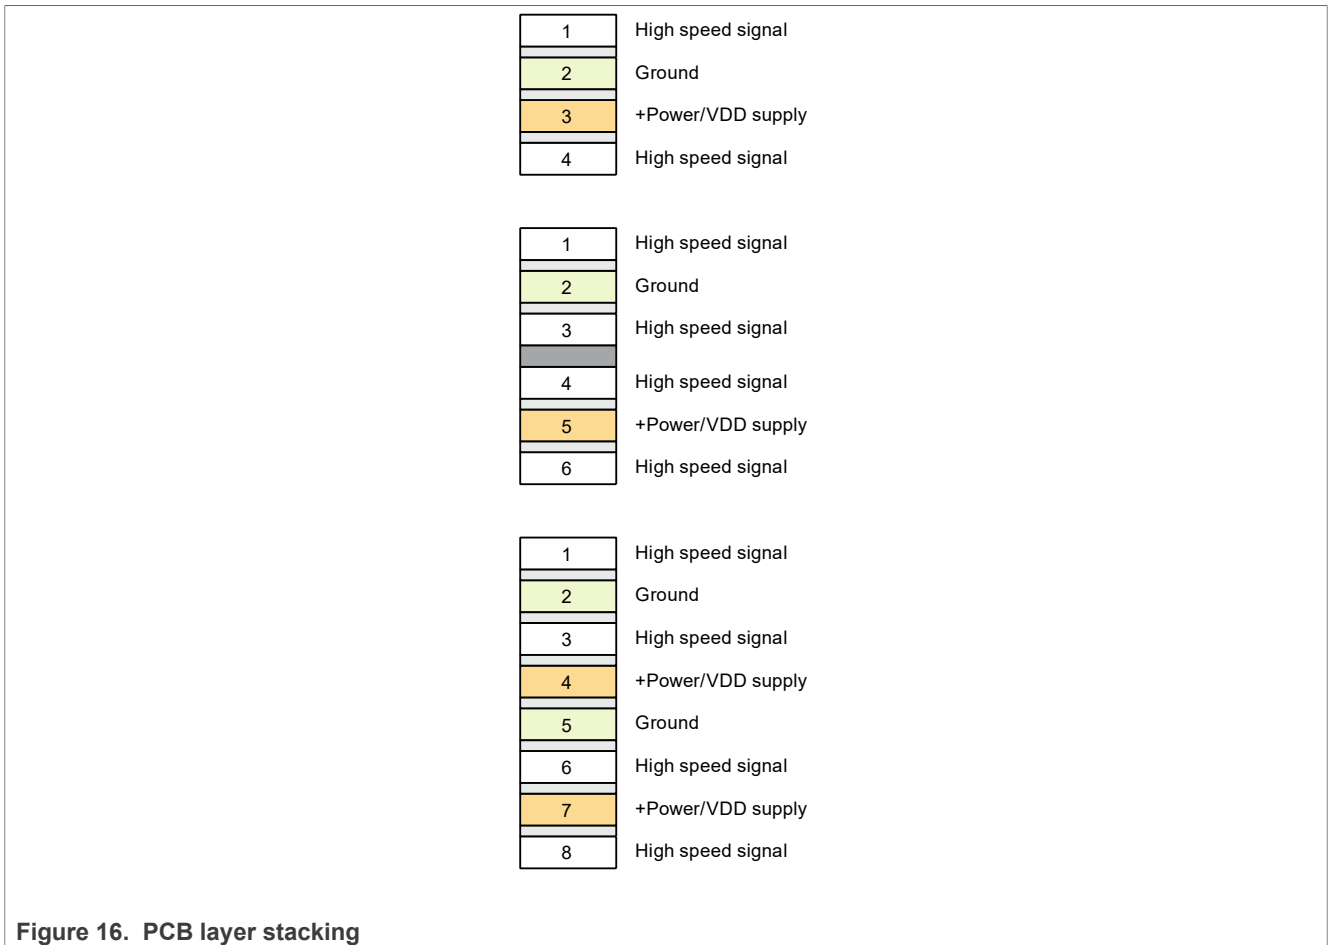 1 High speed signal
2 Ground
3 +Power/VDD supply
4 High speed signal
1 High speed signal
2 Ground
3 High speed signal
4 High speed signal
5 +Power/VDD supply
6 High speed signal
1 High speed signal
2 Ground
3 High speed signal
4 +Power/VDD supply
5 Ground
6 High speed signal
7 +Power/VDD supply
8 High speed signal
Figure 16. PCB layer stacking